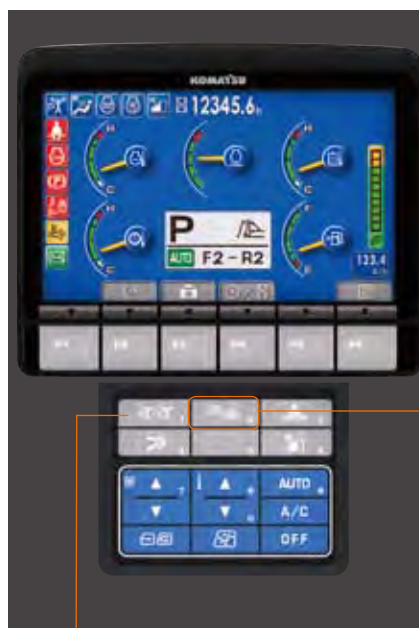 KOMATSU
12345.6h
H
H
C
C
H
P
AUTO F2-R2
F
C
E
123.4
AUTO
A/C
OFF